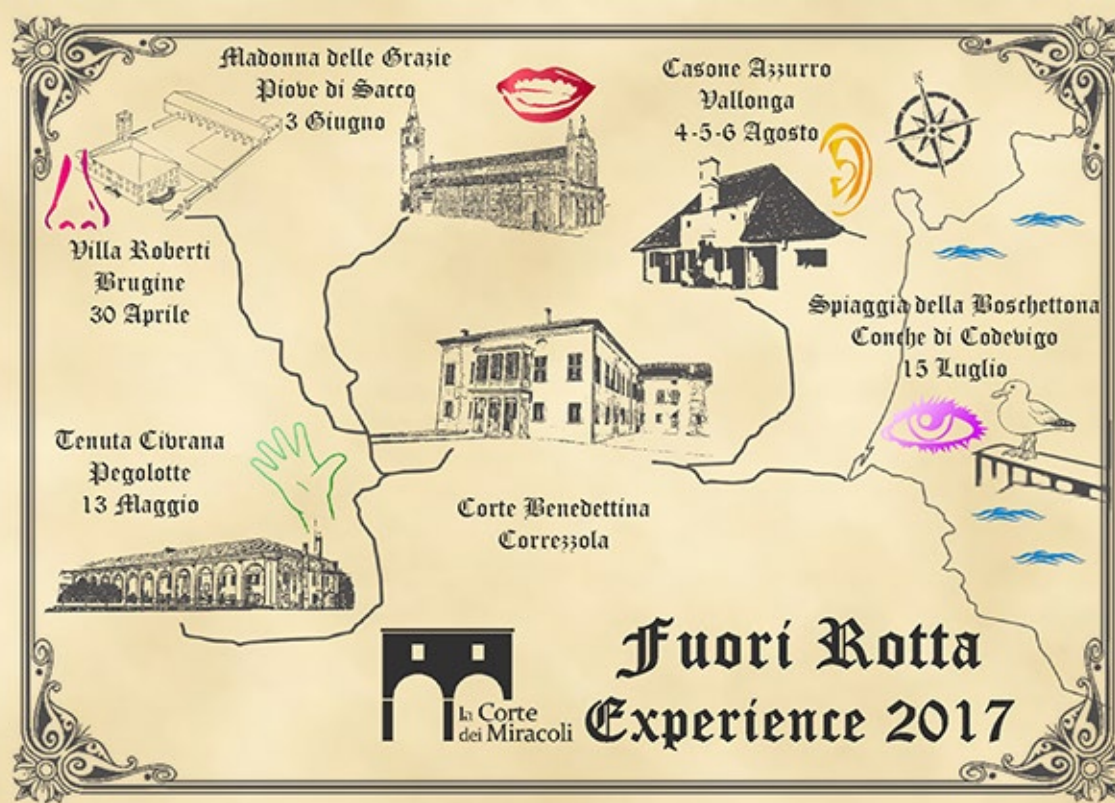 Madonna delle Grazie
Piove di Sacco
3 Giugno
Casone Azzurro
Vallonga
4-5-6 Agosto
Villa Roberti
Brugine
30 Aprile
Spiaggia della Boschettona
Conche di Codevigo
15 Luglio
Tenuta Civrana
Pegolotte
13 Maggio
Corte Benedettina
Correzzola
la Corte
dei Miracoli
Fuori Rotta
Experience 2017